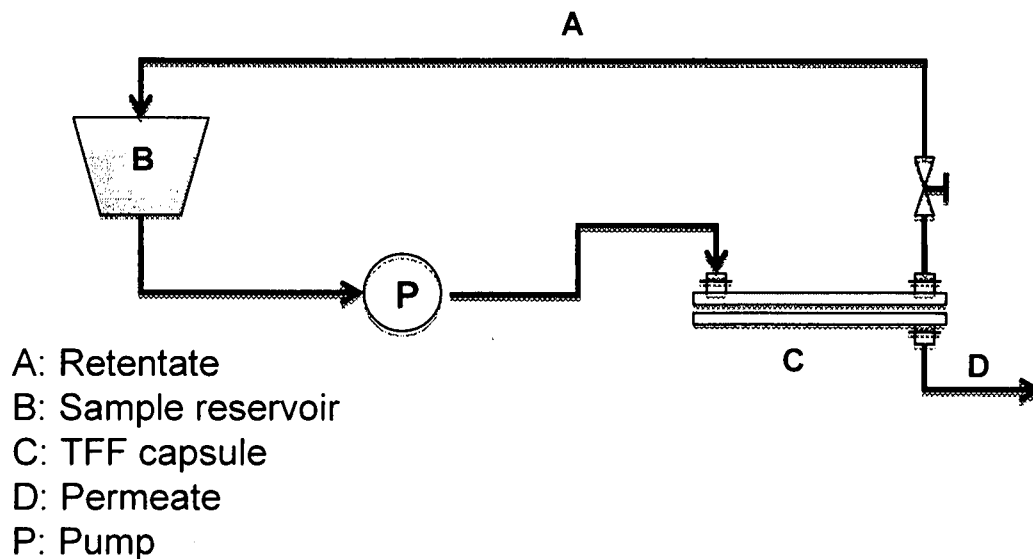 A
B
P
C
D
A: Retentate
B: Sample reservoir
C: TFF capsule
D: Permeate
P: Pump